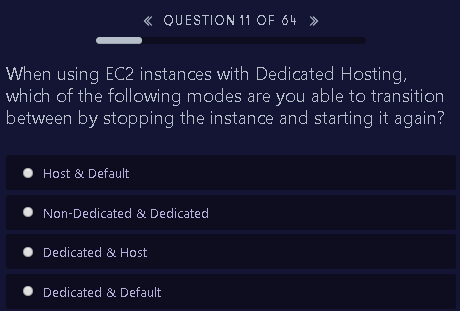 « QUESTION 11 OF 64 »
When using EC2 instances with Dedicated Hosting,
which of the following modes are you able to transition
between by stopping the instance and starting it again?
Host & Default
Non-Dedicated & Dedicated
Dedicated & Host
Dedicated & Default